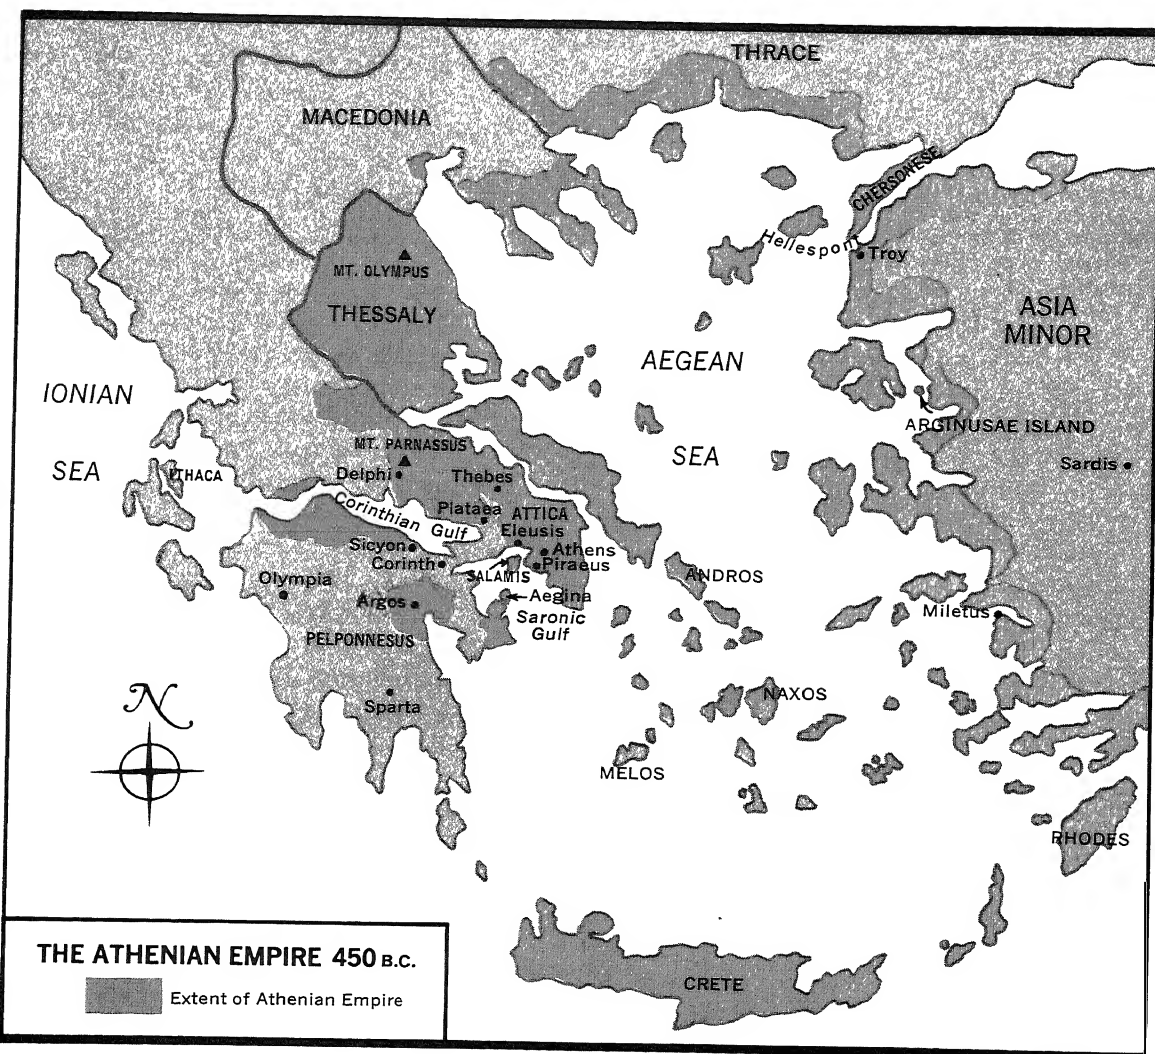 THRACE
MACEDONIA
CHERSONESE
Hellespont
Troy
MT. OLYMPUS
THESSALY
ASIA
MINOR
AEGEAN
SEA
IONIAN
SEA
ARGINUSAE ISLAND
Sardis
MT. PARNASSUS
Delphi
Thebes
ITHACA
Corinthian Gulf
Plataea
ATTICA
Eleusis
Athens
Piraeus
Sicyon
Corinth
SALAMIS
ANDROS
Olympia
Aegina
Argos
Saronic
Gulf
Miletus
PELPONNESUS
Sparta
NAXOS
N
MELOS
RHODES
CRETE
THE ATHENIAN EMPIRE 450 B.C.
Extent of Athenian Empire